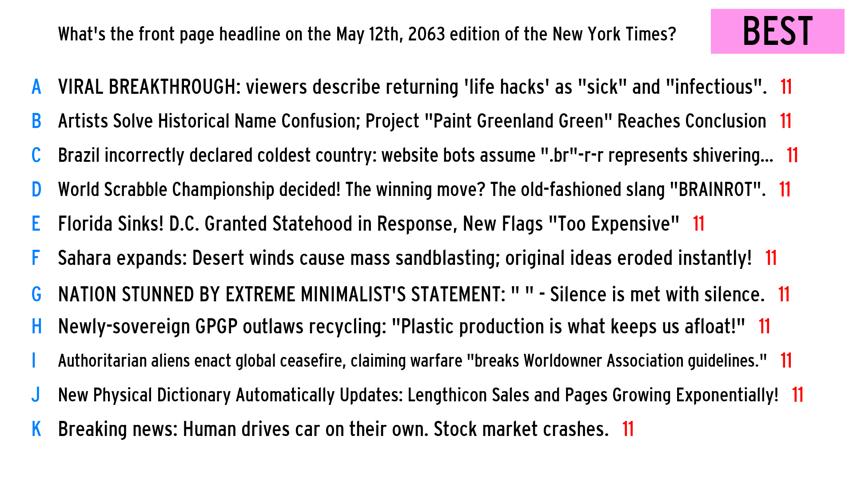 What's the front page headline on the May 12th, 2063 edition of the New York Times? BEST
A VIRAL BREAKTHROUGH: viewers describe returning 'life hacks' as "sick" and "infectious". 11
B Artists Solve Historical Name Confusion; Project "Paint Greenland Green" Reaches Conclusion 11
C Brazil incorrectly declared coldest country: website bots assume ".br"-r-r represents shivering... 11
D World Scrabble Championship decided! The winning move? The old-fashioned slang "BRAINROT". 11
E Florida Sinks! D.C. Granted Statehood in Response, New Flags "Too Expensive" 11
F Sahara expands: Desert winds cause mass sandblasting; original ideas eroded instantly! 11
G NATION STUNNED BY EXTREME MINIMALIST'S STATEMENT: " " - Silence is met with silence. 11
H Newly-sovereign GPGP outlaws recycling: "Plastic production is what keeps us afloat!" 11
I Authoritarian aliens enact global ceasefire, claiming warfare "breaks Worldowner Association guidelines." 11
J New Physical Dictionary Automatically Updates: Lengthicon Sales and Pages Growing Exponentially! 11
K Breaking news: Human drives car on their own. Stock market crashes. 11